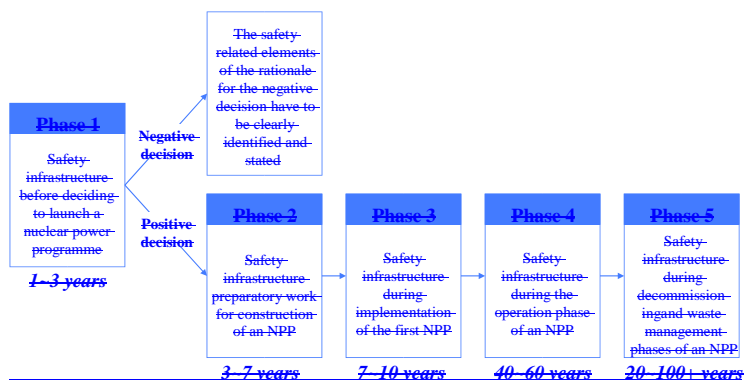 The safety
related elements
of the rationale
for the negative
decision have to
be clearly
identified and
stated
Phase 1
Safety
infrastructure
before deciding
to launch a
nuclear power
programme
1~3 years
Negative
decision
Positive
decision
Phase 2
Safety
infrastructure
preparatory work
for construction
of an NPP
3~7 years
Phase 3
Safety
infrastructure
during
implementation
of the first NPP
7~10 years
Phase 4
Safety
infrastructure
during the
operation phase
of an NPP
40~60 years
Phase 5
Safety
infrastructure
during
decommission
ingand waste
management
phases of an NPP
20~100+ years